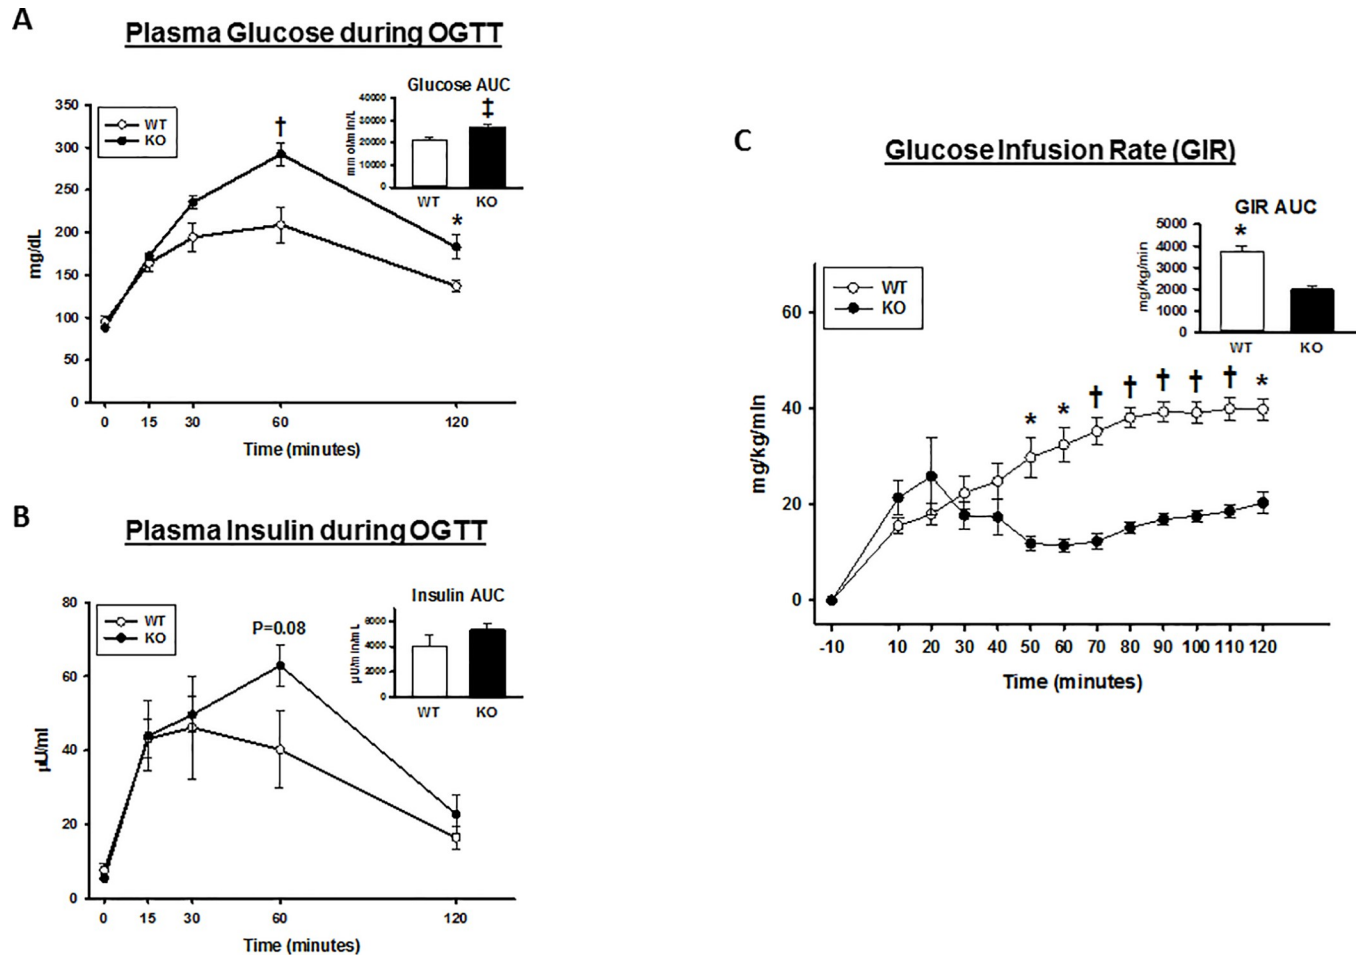 A
Plasma Glucose during OGTT
Glucose AUC
40000
30000
20000
10000
0
mmol/min/L
‡
WT
KO
WT
KO
350
300
250
200
150
100
50
0
mg/dL
†
*
0 15 30 60 120
Time (minutes)
B
Plasma Insulin during OGTT
Insulin AUC
6000
4000
2000
0
µU/min/mL
WT KO
WT
KO
P=0.08
80
60
40
20
0
µU/ml
0 15 30 60 120
Time (minutes)
C
Glucose Infusion Rate (GIR)
GIR AUC
5000
4000
3000
2000
1000
0
mg/kg/min
*
WT KO
WT
KO
60
40
20
0
mg/kg/min
* * † † † † † *
-10 10 20 30 40 50 60 70 80 90 100 110 120
Time (minutes)